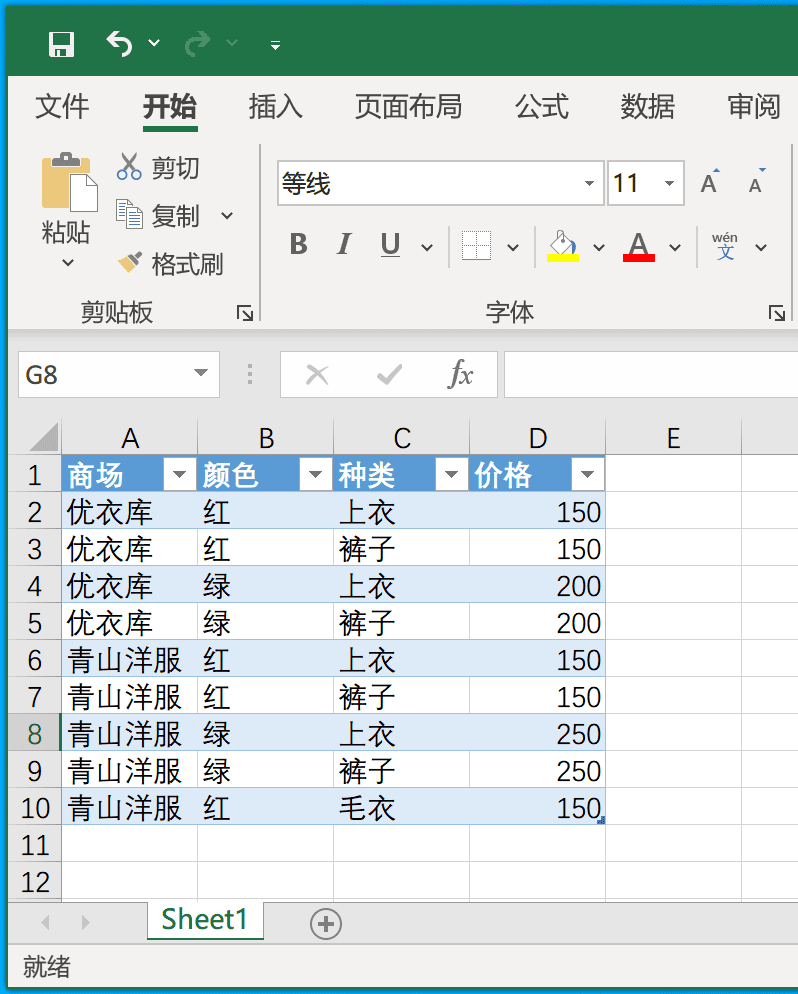 文件 开始 插入 页面布局 公式 数据 审阅
粘贴
剪切
复制
格式刷
剪贴板
等线 11 A A
B I U A wén 文
字体
G8 fx
A B C D E
1 商场 颜色 种类 价格
2 优衣库 红 上衣 150
3 优衣库 红 裤子 150
4 优衣库 绿 上衣 200
5 优衣库 绿 裤子 200
6 青山洋服 红 上衣 150
7 青山洋服 红 裤子 150
8 青山洋服 绿 上衣 250
9 青山洋服 绿 裤子 250
10 青山洋服 红 毛衣 150
11
12
Sheet1
就绪